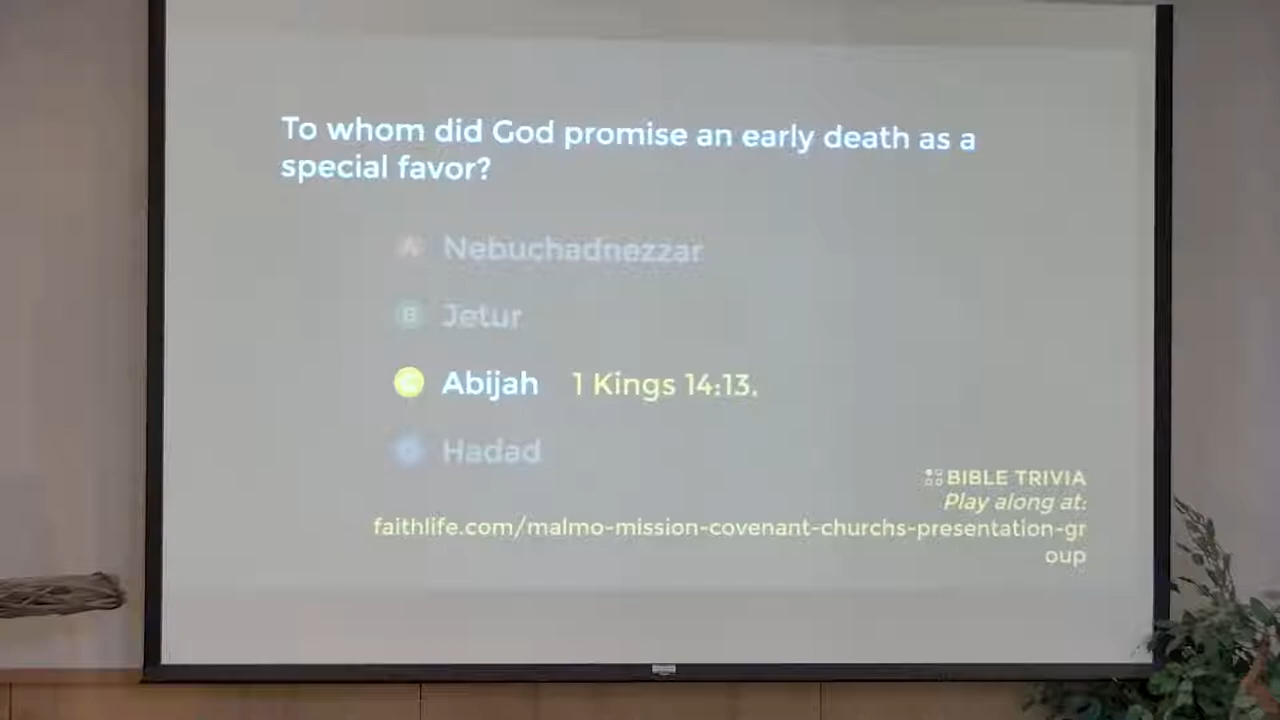 To whom did God promise an early death as a
special favor?
A Nebuchadnezzar
B Jetur
C Abijah 1 Kings 14:13.
Hadad
BIBLE TRIVIA
Play along at:
faithlife.com/malmo-mission-covenant-churchs-presentation-gr
oup